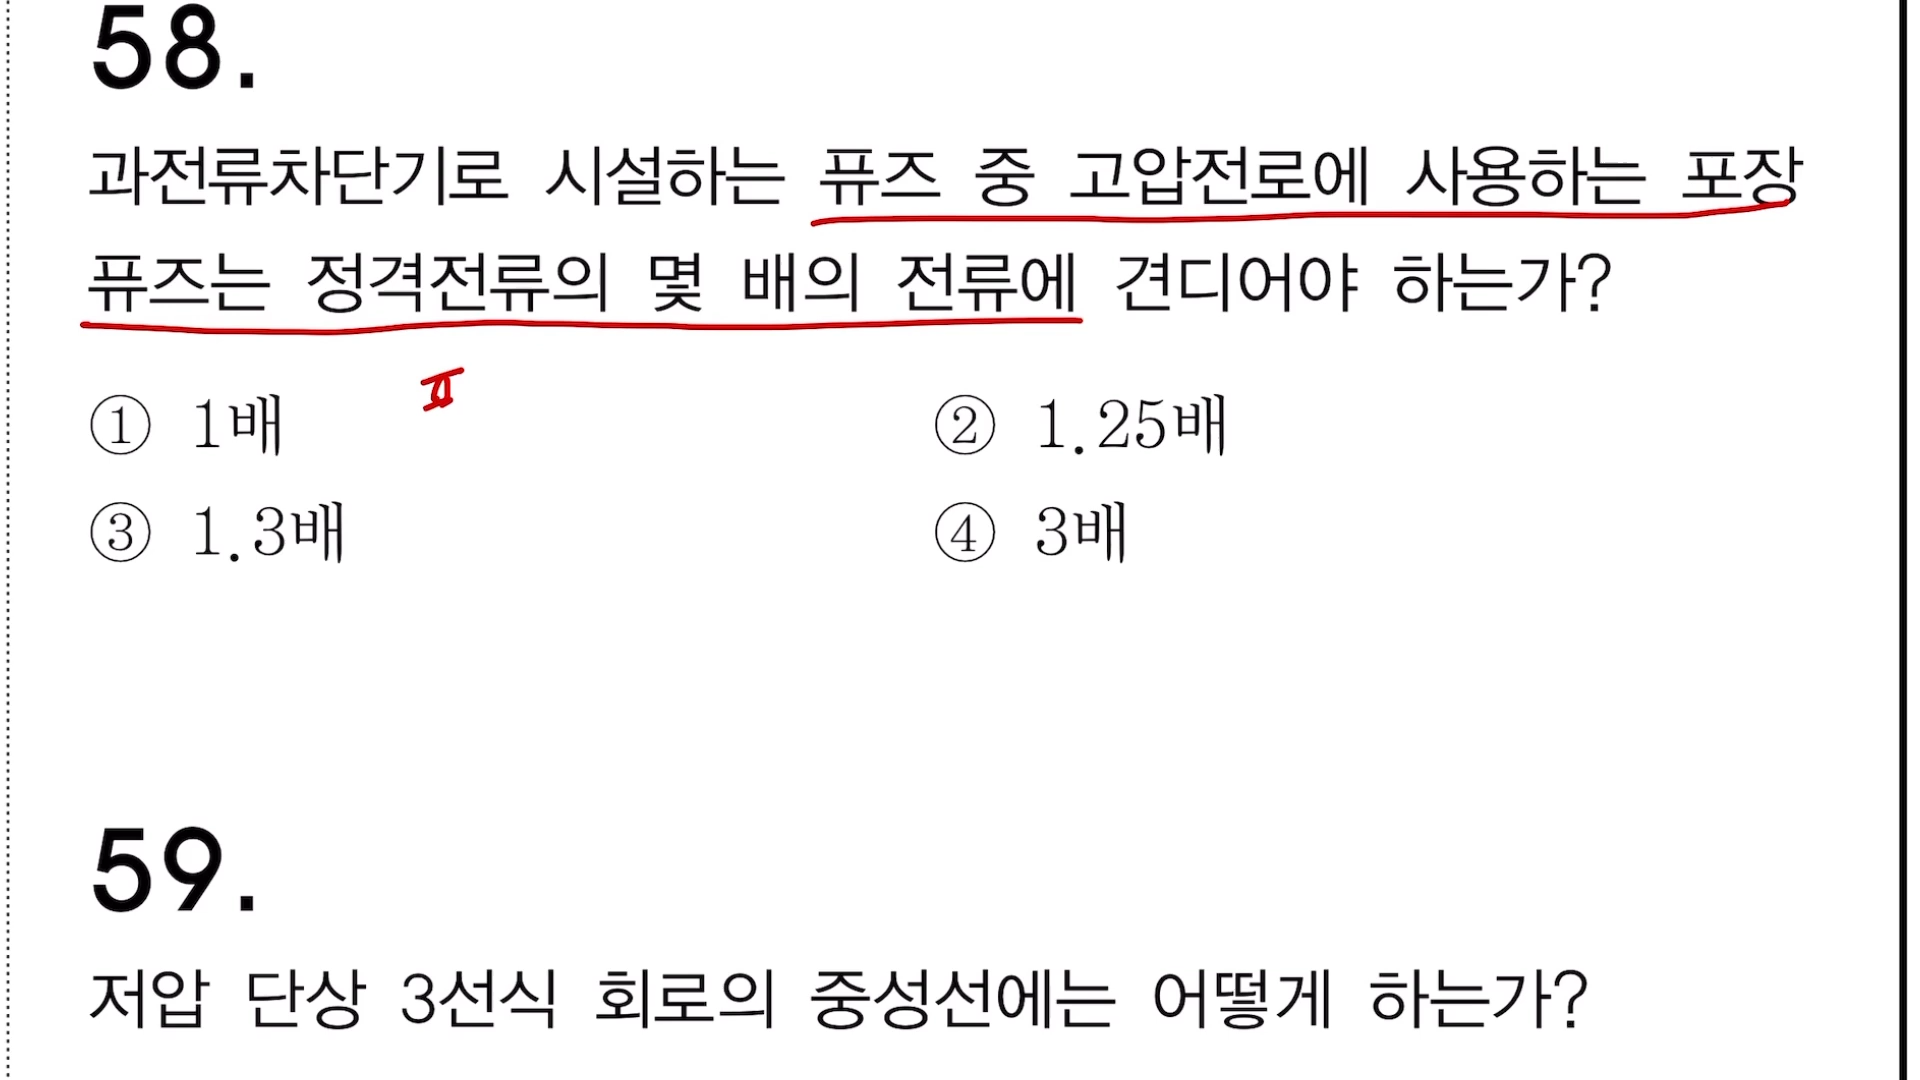 58.
과전류차단기로 시설하는 퓨즈 중 고압전로에 사용하는 포장
퓨즈는 정격전류의 몇 배의 전류에 견디어야 하는가?
① 1배
② 1.25배
③ 1.3배
④ 3배
59.
저압 단상 3선식 회로의 중성선에는 어떻게 하는가?